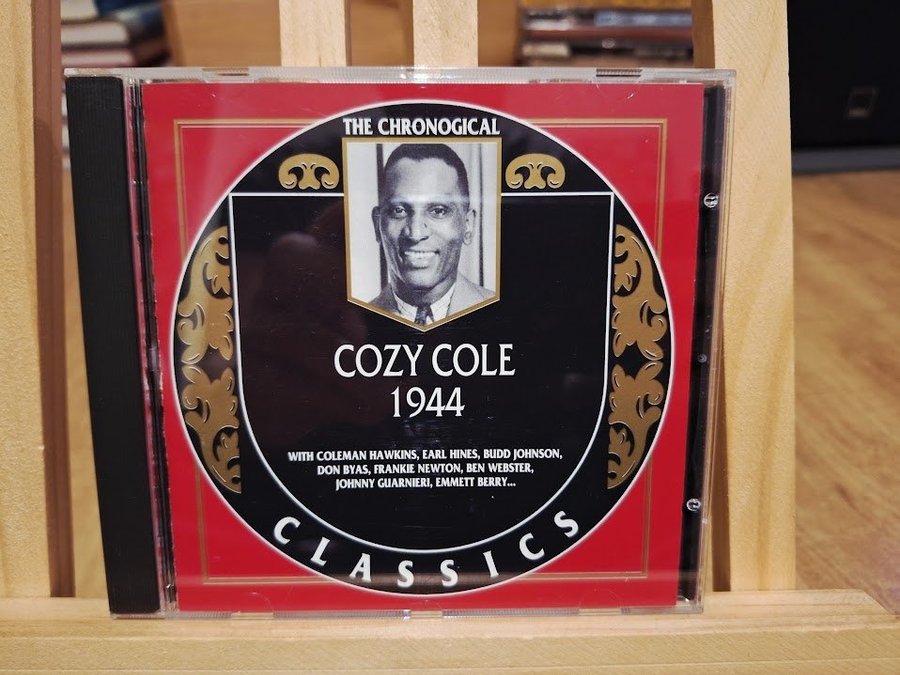 THE CHRONOGICAL
COZY COLE
1944
WITH COLEMAN HAWKINS, EARL HINES, BUDD JOHNSON,
DON BYAS, FRANKIE NEWTON, BEN WEBSTER,
JOHNNY GUARNIERI, EMMETT BERRY...
CLASSICS